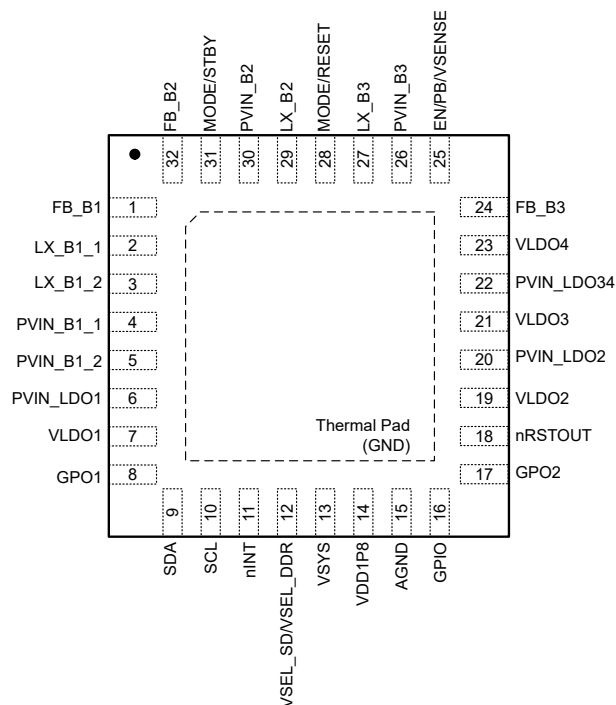 FB_B2
MODE/STBY
PVIN_B2
LX_B2
MODE/RESET
LX_B3
PVIN_B3
EN/PB/VSENSE
32
31
30
29
28
27
26
25
FB_B1 1
LX_B1_1 2
LX_B1_2 3
PVIN_B1_1 4
PVIN_B1_2 5
PVIN_LDO1 6
VLDO1 7
GPO1 8
24 FB_B3
23 VLDO4
22 PVIN_LDO34
21 VLDO3
20 PVIN_LDO2
19 VLDO2
18 nRSTOUT
17 GPO2
Thermal Pad
(GND)
9
10
11
12
13
14
15
16
SDA
SCL
nINT
VSEL_SD/VSEL_DDR
VSYS
VDD1P8
AGND
GPIO